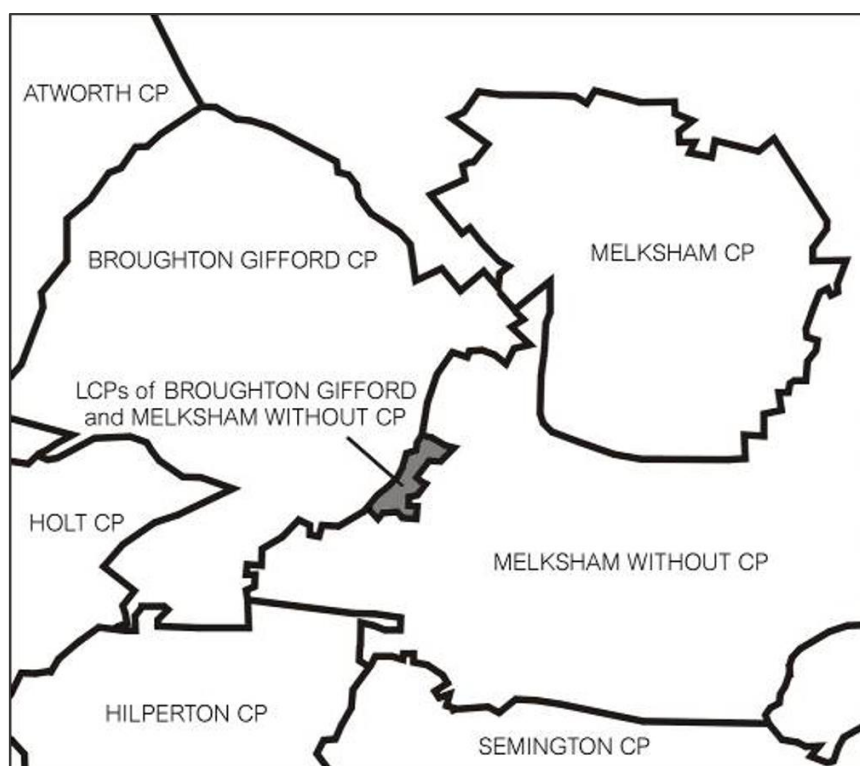 ATWORTH CP
BROUGHTON GIFFORD CP
MELKSHAM CP
LCPs of BROUGHTON GIFFORD
and MELKSHAM WITHOUT CP
HOLT CP
MELKSHAM WITHOUT CP
HILPERTON CP
SEMINGTON CP